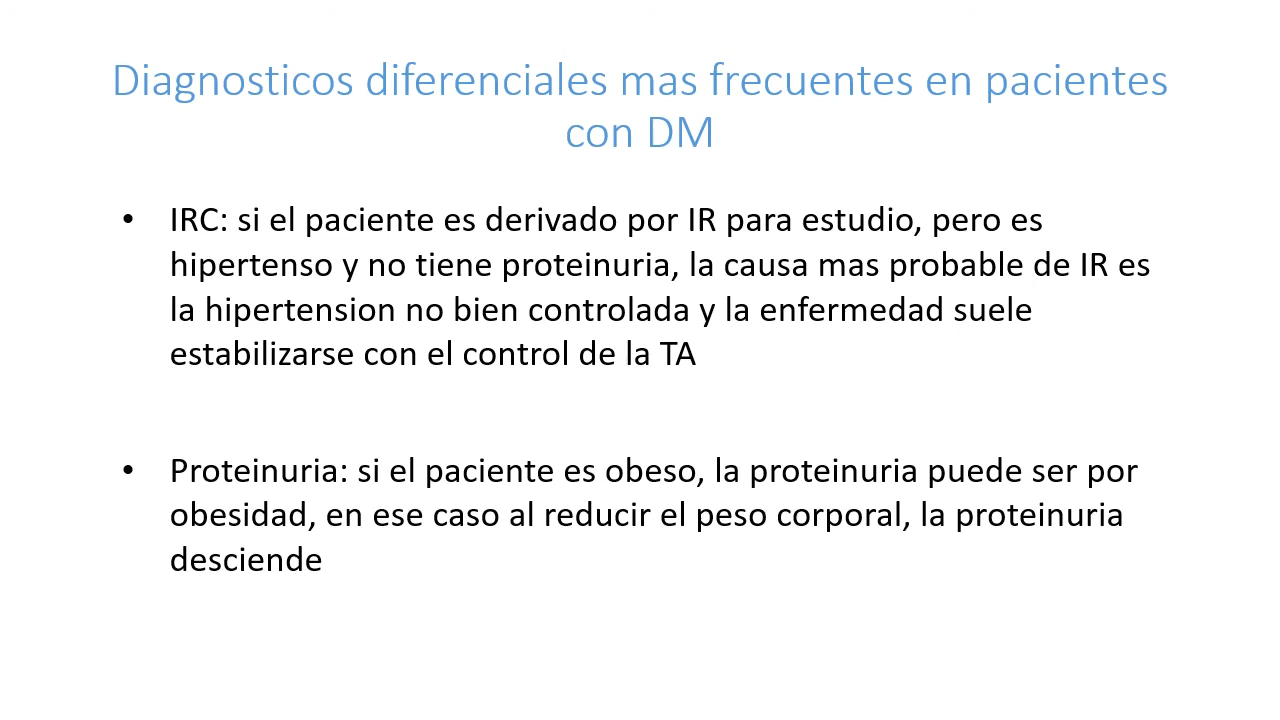 Diagnosticos diferenciales mas frecuentes en pacientes
con DM
• IRC: si el paciente es derivado por IR para estudio, pero es
hipertenso y no tiene proteinuria, la causa mas probable de IR es
la hipertension no bien controlada y la enfermedad suele
estabilizarse con el control de la TA
• Proteinuria: si el paciente es obeso, la proteinuria puede ser por
obesidad, en ese caso al reducir el peso corporal, la proteinuria
desciende